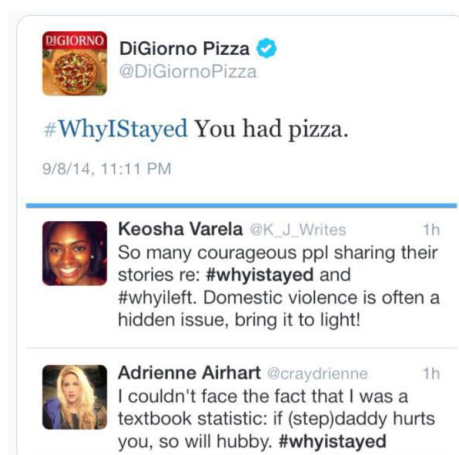 DIGIORNO
DiGiorno Pizza
@DiGiornoPizza
#WhyIStayed You had pizza.
9/8/14, 11:11 PM
Keosha Varela @K_J_Writes 1h
So many courageous ppl sharing their
stories re: #whyistayed and
#whyileft. Domestic violence is often a
hidden issue, bring it to light!
Adrienne Airhart @craydrienne 1h
I couldn't face the fact that I was a
textbook statistic: if (step)daddy hurts
you, so will hubby. #whyistayed